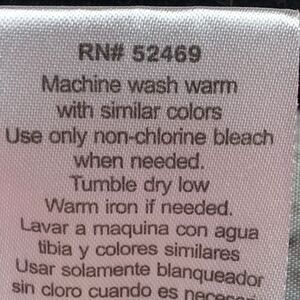 RN# 52469
Machine wash warm
with similar colors
Use only non-chlorine bleach
when needed.
Tumble dry low
Warm iron if needed.
Lavar a maquina con agua
tibia y colores similares
Usar solamente blanqueador
sin cloro cuando es necesario